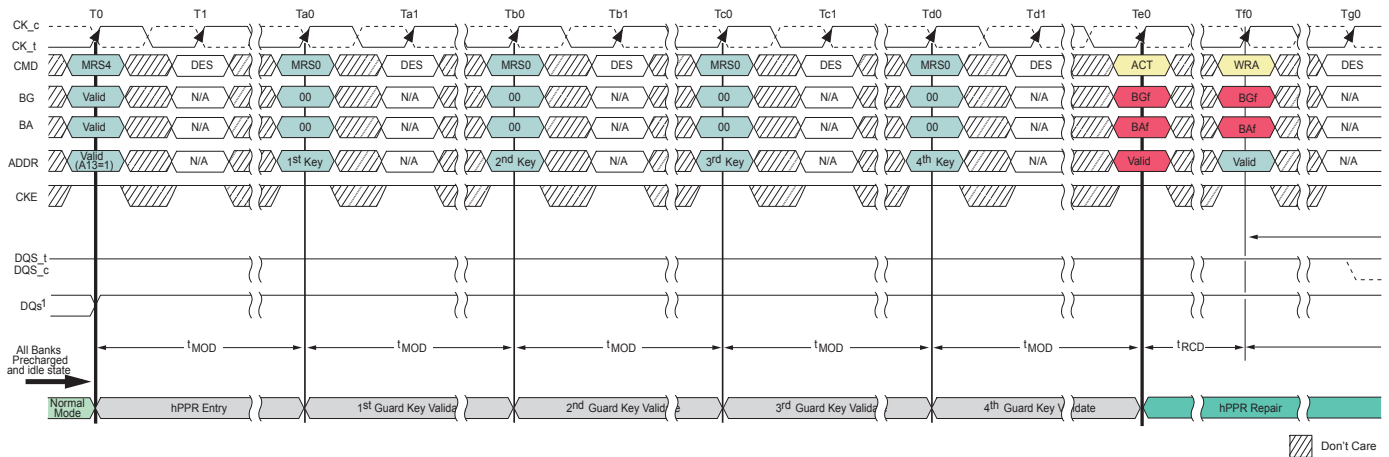 T0 T1 Ta0 Ta1 Tb0 Tb1 Tc0 Tc1 Td0 Td1 Te0 Tf0 Tg0
CK_c
CK_t
CMD MRS4 DES MRS0 DES MRS0 DES MRS0 DES MRS0 DES ACT WRA DES
BG Valid N/A 00 N/A 00 N/A 00 N/A 00 N/A BGf BGf N/A
BA Valid N/A 00 N/A 00 N/A 00 N/A 00 N/A BAf BAf N/A
ADDR Valid (A13=1) N/A 1st Key N/A 2nd Key N/A 3rd Key N/A 4th Key N/A Valid Valid N/A
CKE
DQS_t
DQS_c
DQs1
tMOD tMOD tMOD tMOD tMOD tRCD
All Banks
Precharged
and idle state
Normal Mode hPPR Entry 1st Guard Key Valida 2nd Guard Key Valida e 3rd Guard Key Valida 4th Guard Key V date hPPR Repair
Don't Care